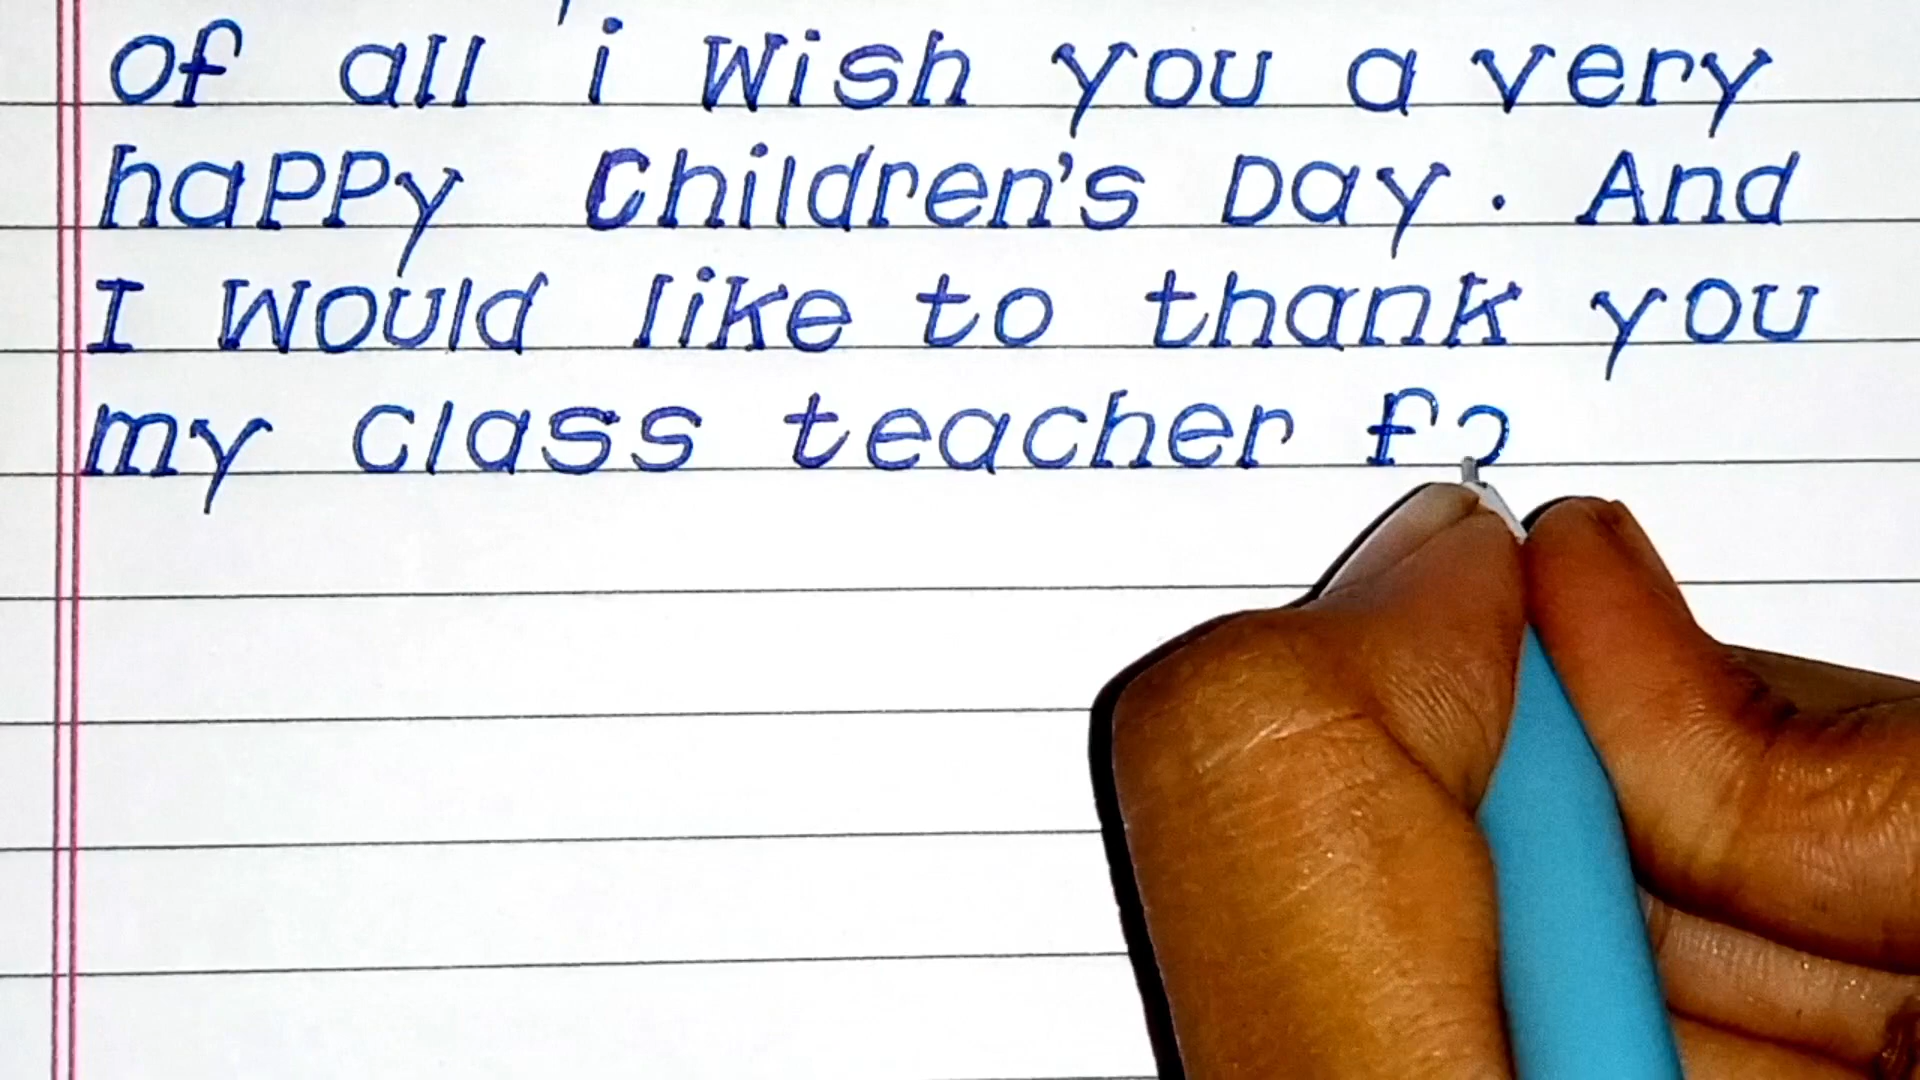 of all i Wish you a very
happy Children's Day. And
I would like to thank you
my class teacher